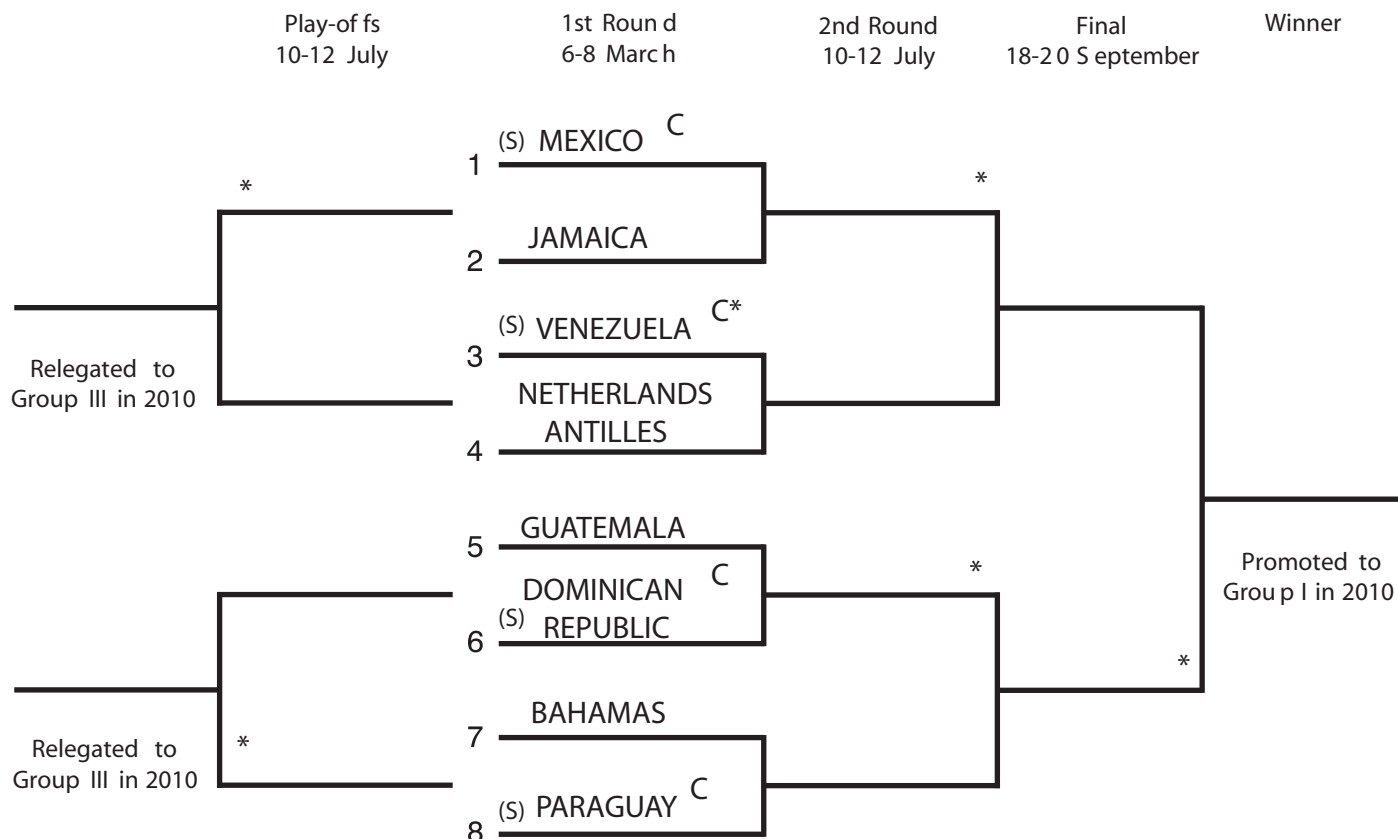 Play-of fs
10-12 July
1st Roun d
6-8 Marc h
2nd Round
10-12 July
Final
18-2 0 S eptember
Winner
(S) MEXICO C
1
*
*
JAMAICA
2
(S) VENEZUELA C*
3
Relegated to
Group III in 2010
NETHERLANDS
ANTILLES
4
GUATEMALA
5
DOMINICAN C
(S) REPUBLIC
6
*
Promoted to
Grou p I in 2010
*
BAHAMAS
7
Relegated to
Group III in 2010
*
(S) PARAGUAY C
8